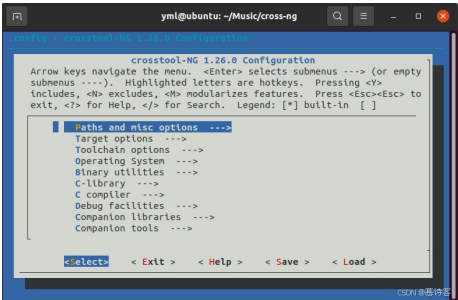 yml@ubuntu: ~/Music/cross-ng
.config - crosstool-NG 1.26.0 Configuration
crosstool-NG 1.26.0 Configuration
Arrow keys navigate the menu.  <Enter> selects submenus ---> (or empty
submenus ----).  Highlighted letters are hotkeys.  Pressing <Y>
includes, <N> excludes, <M> modularizes features.  Press <Esc><Esc> to
exit, <?> for Help, </> for Search.  Legend: [*] built-in  [ ]
Paths and misc options  --->
Target options  --->
Toolchain options  --->
Operating System  --->
Binary utilities  --->
C-library  --->
C compiler  --->
Debug facilities  --->
Companion libraries  --->
Companion tools  --->
<Select>    < Exit >    < Help >    < Save >    < Load >
CSDN @慕诗客